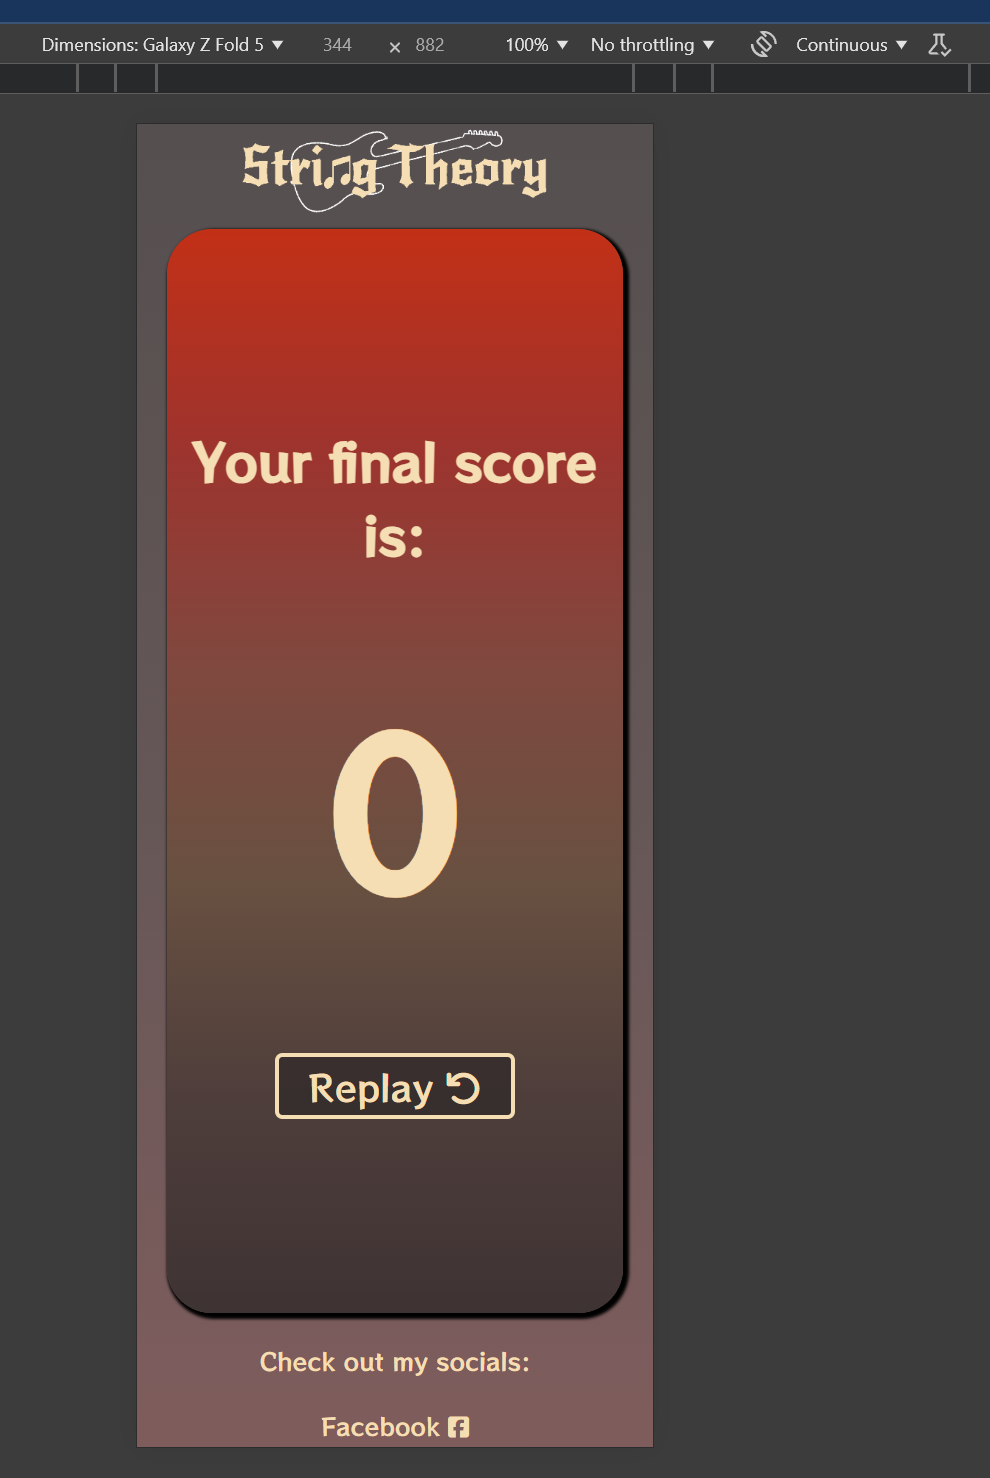 Dimensions: Galaxy Z Fold 5 344 × 882 100% No throttling Continuous
String Theory
Your final score
is:
0
Replay
Check out my socials:
Facebook